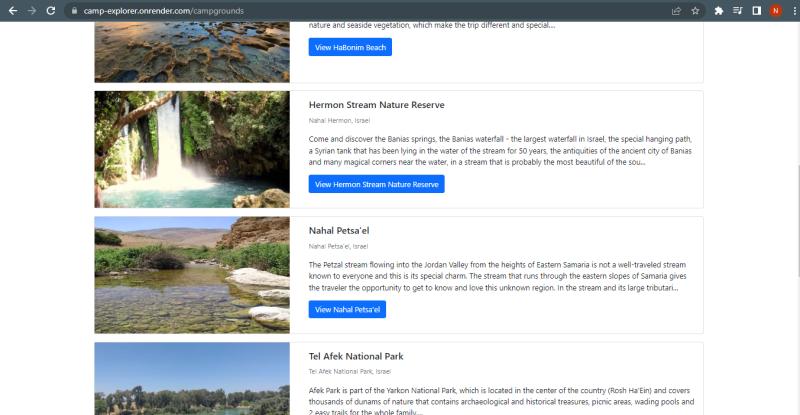 camp-explorer.onrender.com/campgrounds
N
nature and seaside vegetation, which make the trip different and special....
View HaBonim Beach
Hermon Stream Nature Reserve
Nahal Hermon, Israel
Come and discover the Banias springs, the Banias waterfall - the largest waterfall in Israel, the special hanging path,
a Syrian tank that has been lying in the water of the stream for 50 years, the antiquities of the ancient city of Banias
and many magical corners near the water, in a stream that is probably the most beautiful of the sou...
View Hermon Stream Nature Reserve
Nahal Petsa'el
Nahal Petsa'el, Israel
The Petzal stream flowing into the Jordan Valley from the heights of Eastern Samaria is not a well-traveled stream
known to everyone and this is its special charm. The stream that runs through the eastern slopes of Samaria gives
the traveler the opportunity to get to know and love this unknown region. In the stream and its large tributari...
View Nahal Petsa'el
Tel Afek National Park
Tel Afek National Park, Israel
Afek Park is part of the Yarkon National Park, which is located in the center of the country (Rosh Ha'Ein) and covers
thousands of dunams of nature that contains archaeological and historical treasures, picnic areas, wading pools and
2 easy trails for the whole family....